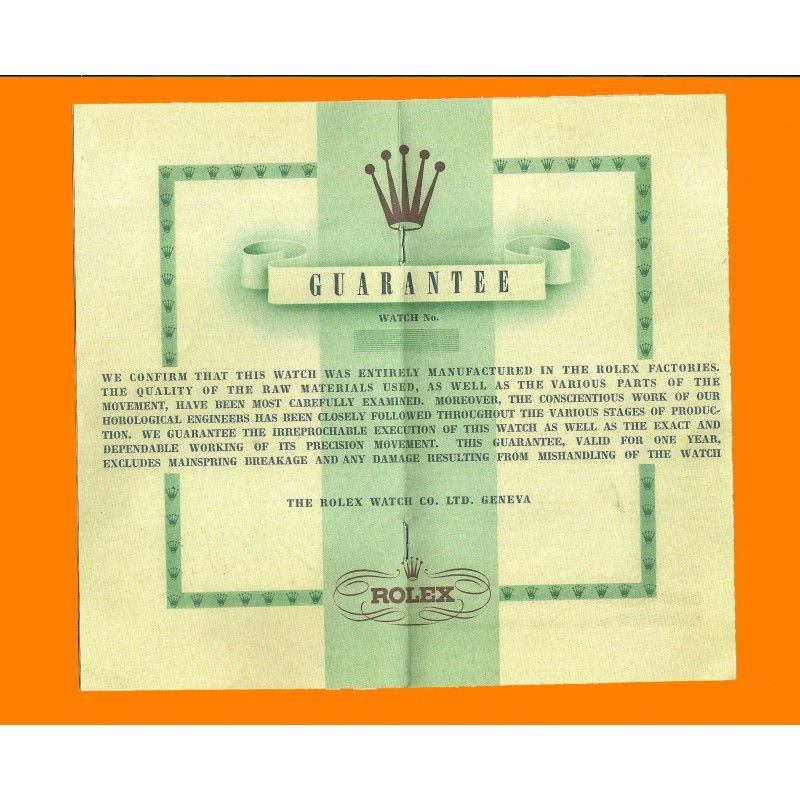 GUARANTEE
WATCH No.
WE CONFIRM THAT THIS WATCH WAS ENTIRELY MANUFACTURED IN THE ROLEX FACTORIES.
THE QUALITY OF THE RAW MATERIALS USED, AS WELL AS THE VARIOUS PARTS OF THE
MOVEMENT, HAVE BEEN MOST CAREFULLY EXAMINED. MOREOVER, THE CONSCIENTIOUS WORK OF OUR
HOROLOGICAL ENGINEERS HAS BEEN CLOSELY FOLLOWED THROUGHOUT THE VARIOUS STAGES OF PRODUC-
TION. WE GUARANTEE THE IRREPROCHABLE EXECUTION OF THIS WATCH AS WELL AS THE EXACT AND
DEPENDABLE WORKING OF ITS PRECISION MOVEMENT. THIS GUARANTEE, VALID FOR ONE YEAR,
EXCLUDES MAINSPRING BREAKAGE AND ANY DAMAGE RESULTING FROM MISHANDLING OF THE WATCH
THE ROLEX WATCH CO. LTD. GENEVA
ROLEX